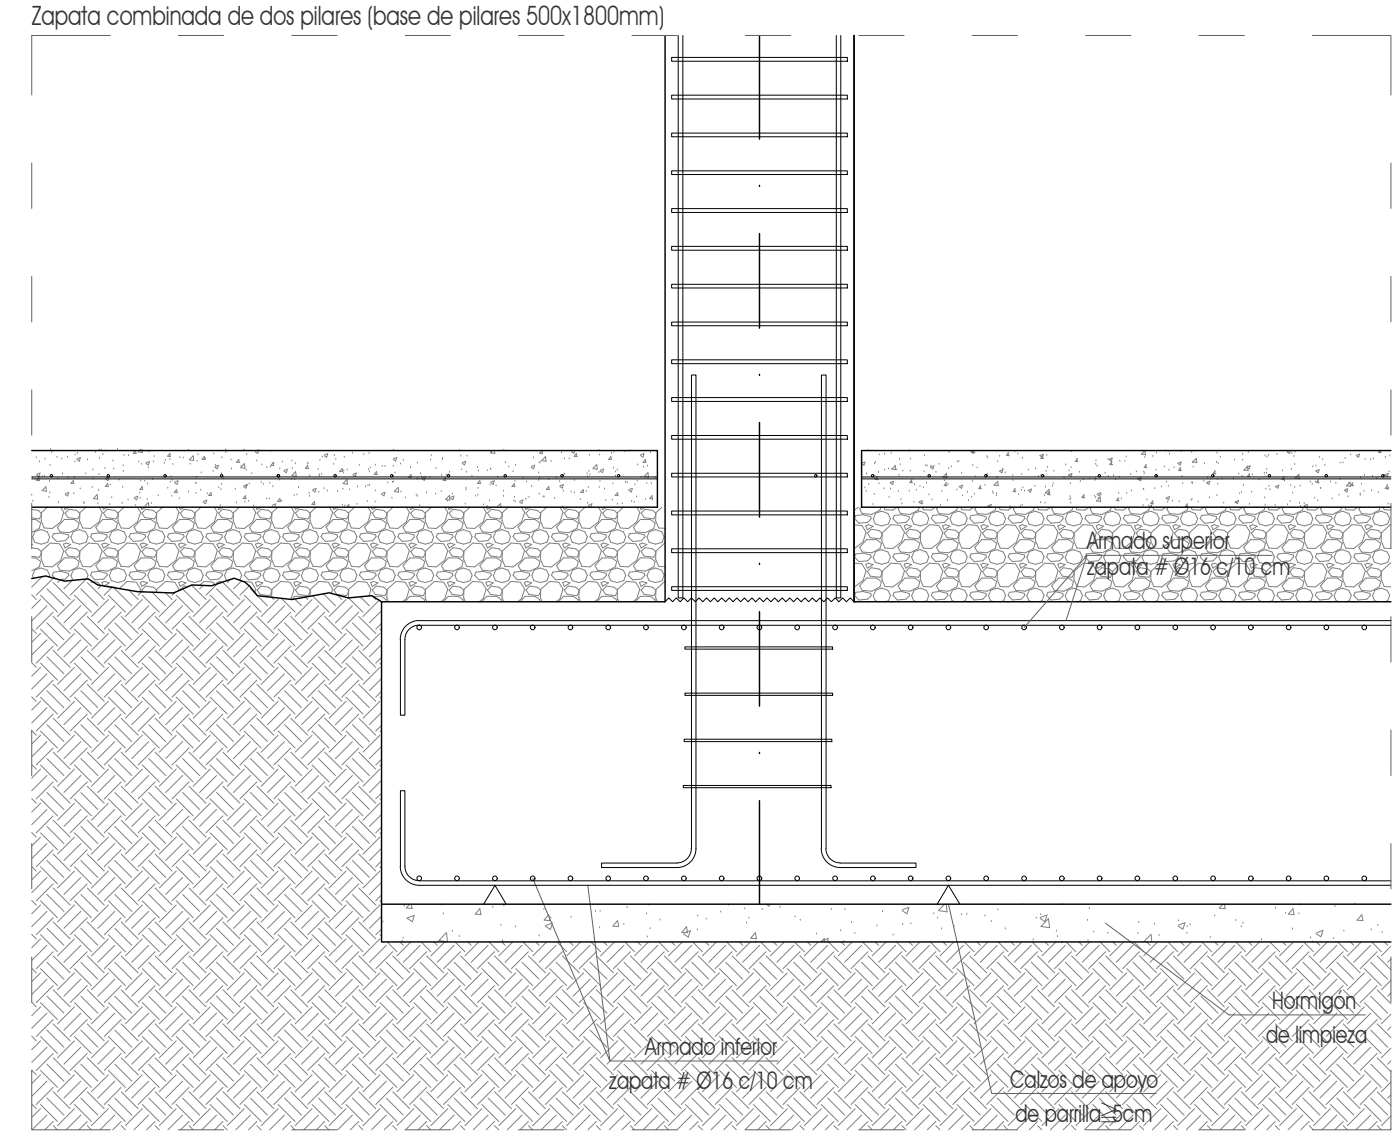 Zapata combinada de dos pilares (base de pilares 500x1800mm)
Armado superior
zapata # Ø16 c/10 cm
Hormigón
de limpieza
Armado inferior
zapata # Ø16 c/10 cm
Calzos de apoyo
de parrilla≥5cm